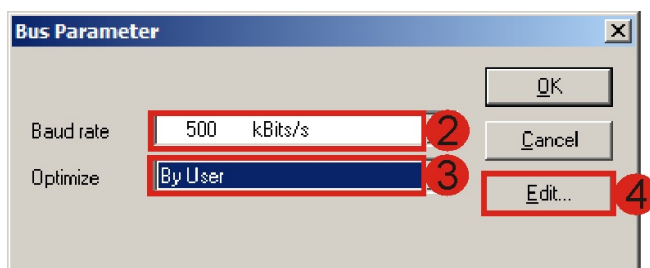 Bus Parameter
OK
Baud rate 500 kBits/s 2
Cancel
Optimize By User 3
Edit... 4